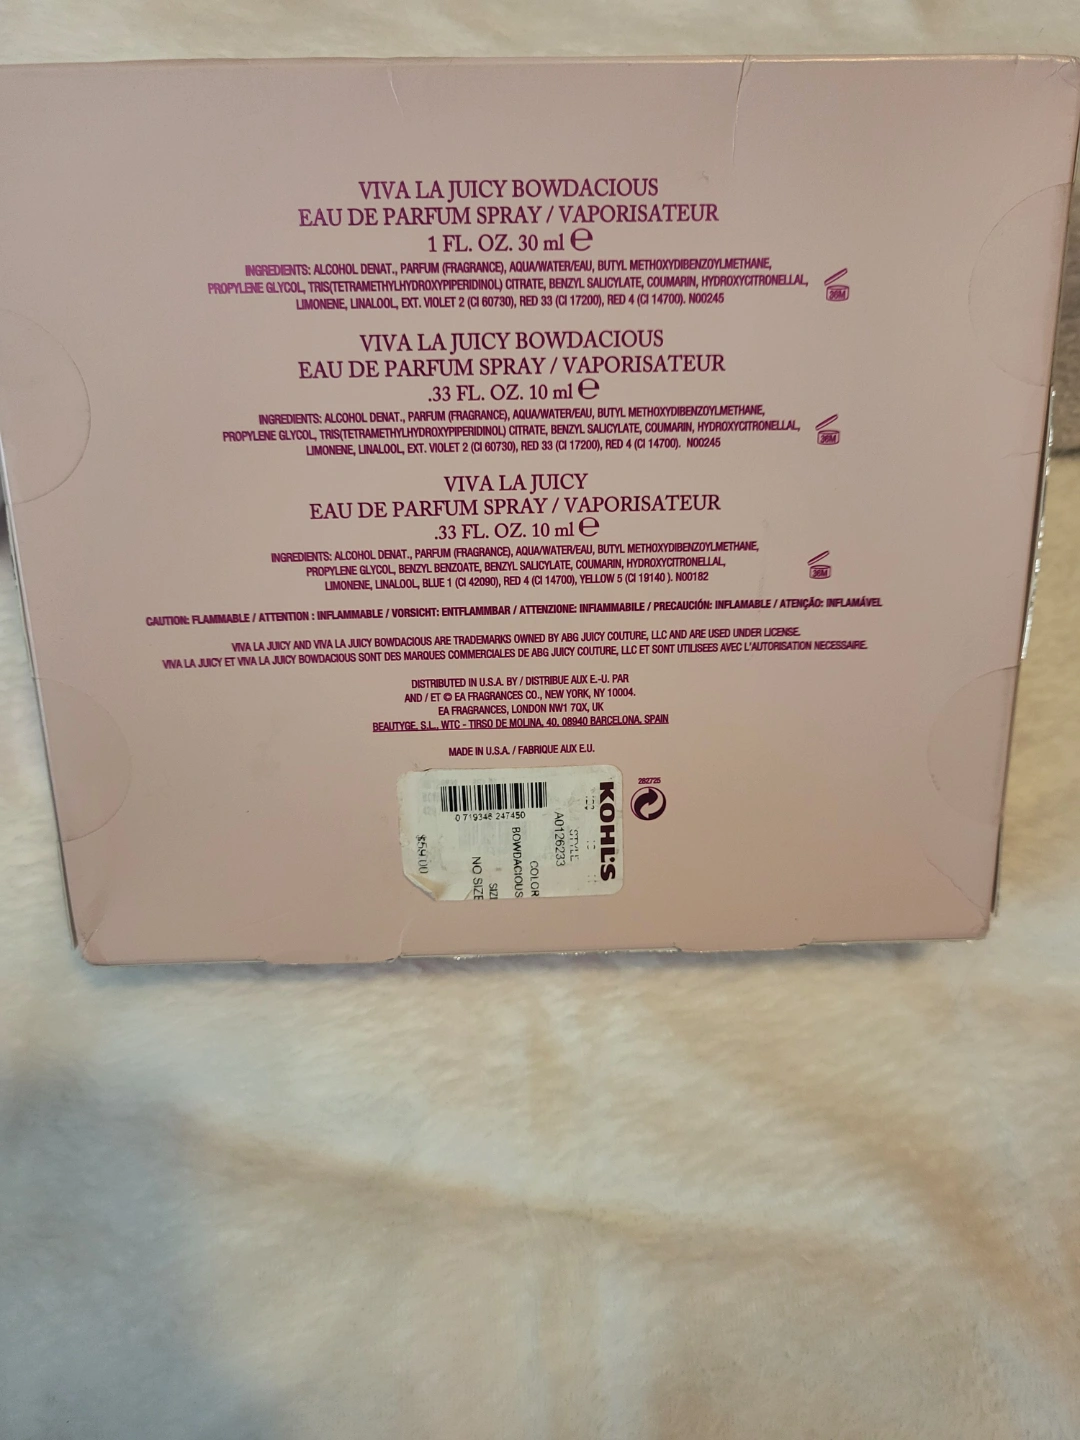 VIVA LA JUICY BOWDACIOUS
EAU DE PARFUM SPRAY / VAPORISATEUR
1 FL. OZ. 30 ml ℮
INGREDIENTS: ALCOHOL DENAT., PARFUM (FRAGRANCE), AQUA/WATER/EAU, BUTYL METHOXYDIBENZOYLMETHANE,
PROPYLENE GLYCOL, TRIS(TETRAMETHYLHYDROXYPIPERIDINOL) CITRATE, BENZYL SALICYLATE, COUMARIN, HYDROXYCITRONELLAL,
LIMONENE, LINALOOL, EXT. VIOLET 2 (CI 60730), RED 33 (CI 17200), RED 4 (CI 14700). N00245
36M
VIVA LA JUICY BOWDACIOUS
EAU DE PARFUM SPRAY / VAPORISATEUR
.33 FL. OZ. 10 ml ℮
INGREDIENTS: ALCOHOL DENAT., PARFUM (FRAGRANCE), AQUA/WATER/EAU, BUTYL METHOXYDIBENZOYLMETHANE,
PROPYLENE GLYCOL, TRIS(TETRAMETHYLHYDROXYPIPERIDINOL) CITRATE, BENZYL SALICYLATE, COUMARIN, HYDROXYCITRONELLAL,
LIMONENE, LINALOOL, EXT. VIOLET 2 (CI 60730), RED 33 (CI 17200), RED 4 (CI 14700). N00245
36M
VIVA LA JUICY
EAU DE PARFUM SPRAY / VAPORISATEUR
.33 FL. OZ. 10 ml ℮
INGREDIENTS: ALCOHOL DENAT., PARFUM (FRAGRANCE), AQUA/WATER/EAU, BUTYL METHOXYDIBENZOYLMETHANE,
PROPYLENE GLYCOL, BENZYL BENZOATE, BENZYL SALICYLATE, COUMARIN, HYDROXYCITRONELLAL,
LIMONENE, LINALOOL, BLUE 1 (CI 42090), RED 4 (CI 14700), YELLOW 5 (CI 19140 ). N00182
36M
CAUTION: FLAMMABLE / ATTENTION : INFLAMMABLE / VORSICHT: ENTFLAMMBAR / ATTENZIONE: INFIAMMABILE / PRECAUCIÓN: INFLAMABLE / ATENÇÃO: INFLAMÁVEL
VIVA LA JUICY AND VIVA LA JUICY BOWDACIOUS ARE TRADEMARKS OWNED BY ABG JUICY COUTURE, LLC AND ARE USED UNDER LICENSE.
VIVA LA JUICY ET VIVA LA JUICY BOWDACIOUS SONT DES MARQUES COMMERCIALES DE ABG JUICY COUTURE, LLC ET SONT UTILISEES AVEC L'AUTORISATION NECESSAIRE.
DISTRIBUTED IN U.S.A. BY / DISTRIBUE AUX E.-U. PAR
AND / ET © EA FRAGRANCES CO., NEW YORK, NY 10004.
EA FRAGRANCES, LONDON NW1 7QX, UK
BEAUTYGE, S.L., WTC - TIRSO DE MOLINA, 40, 08940 BARCELONA, SPAIN
MADE IN U.S.A. / FABRIQUE AUX E.U.
282725
KOHL'S
STYLE
A0126233
COLOR
BOWDACIOUS
NO SIZE
0 719346 247450